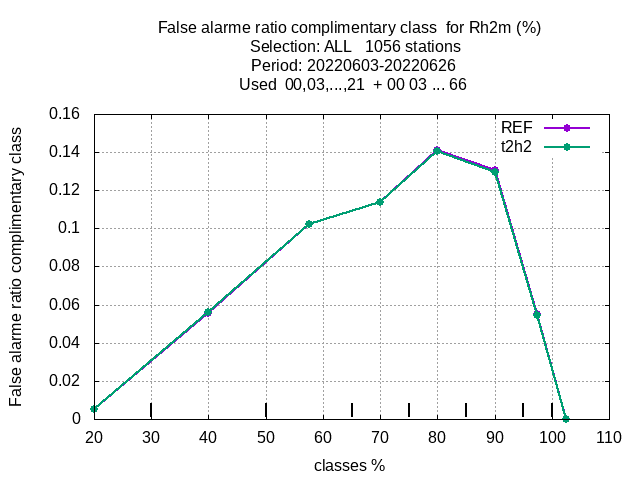 False alarme ratio complimentary class  for Rh2m (%)
Selection: ALL   1056 stations
Period: 20220603-20220626
Used  00,03,...,21  + 00 03 ... 66
False alarme ratio complimentary class
0.16
0.14
0.12
0.1
0.08
0.06
0.04
0.02
0
REF
t2h2
20 30 40 50 60 70 80 90 100 110
classes %